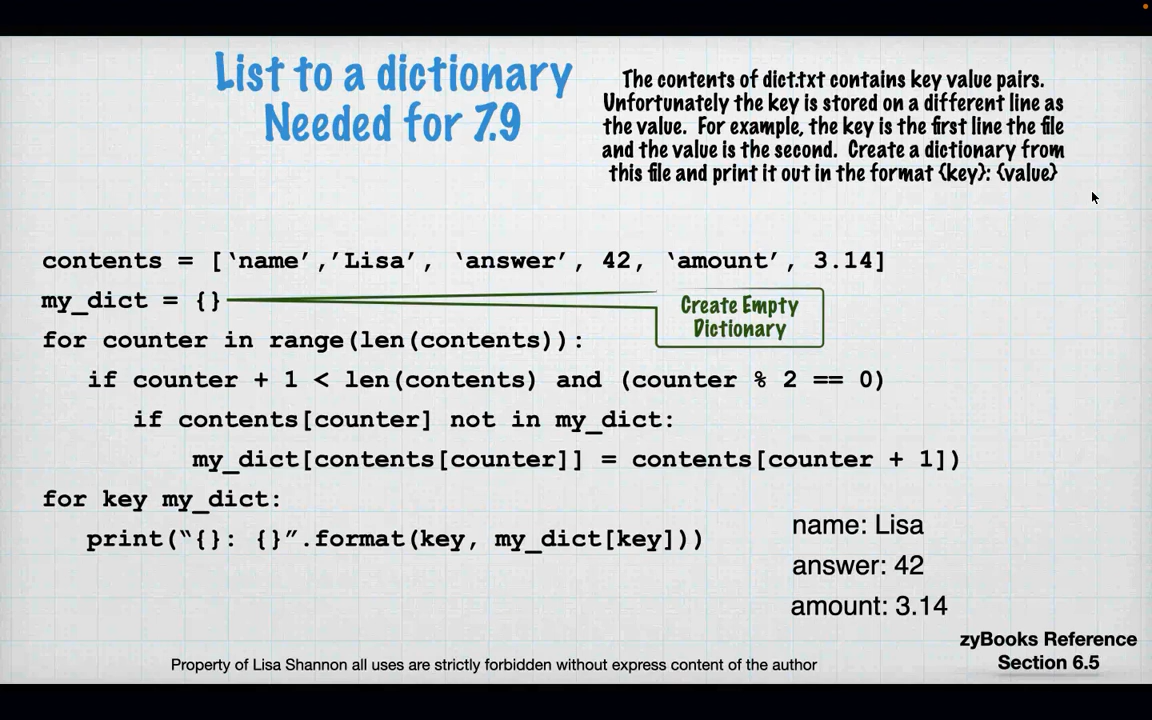 List to a dictionary
Needed for 7.9
The contents of dict.txt contains key value pairs.
Unfortunately the key is stored on a different line as
the value. For example, the key is the first line the file
and the value is the second. Create a dictionary from
this file and print it out in the format {key}: {value}
contents = [‘name’,’Lisa’, ‘answer’, 42, ‘amount’, 3.14]
my_dict = {}
Create Empty
Dictionary
for counter in range(len(contents)):
if counter + 1 < len(contents) and (counter % 2 == 0)
if contents[counter] not in my_dict:
my_dict[contents[counter]] = contents[counter + 1])
for key my_dict:
print(“{}: {}”.format(key, my_dict[key]))
name: Lisa
answer: 42
amount: 3.14
zyBooks Reference
Section 6.5
Property of Lisa Shannon all uses are strictly forbidden without express content of the author